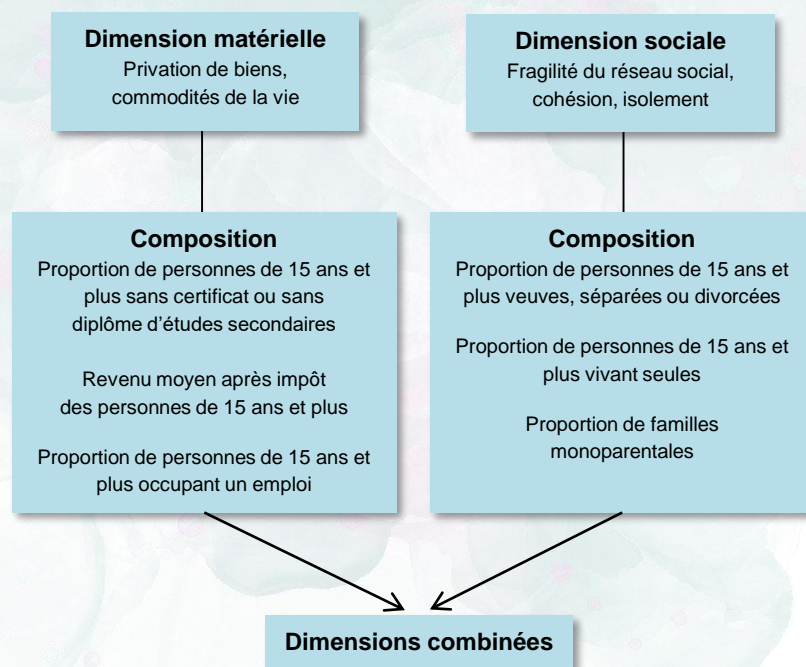 Dimension matérielle
Privation de biens,
commodités de la vie
Dimension sociale
Fragilité du réseau social,
cohésion, isolement
Composition
Proportion de personnes de 15 ans et
plus sans certificat ou sans
diplôme d’études secondaires
Revenu moyen après impôt
des personnes de 15 ans et plus
Proportion de personnes de 15 ans et
plus occupant un emploi
Composition
Proportion de personnes de 15 ans et
plus veuves, séparées ou divorcées
Proportion de personnes de 15 ans et
plus vivant seules
Proportion de familles
monoparentales
Dimensions combinées